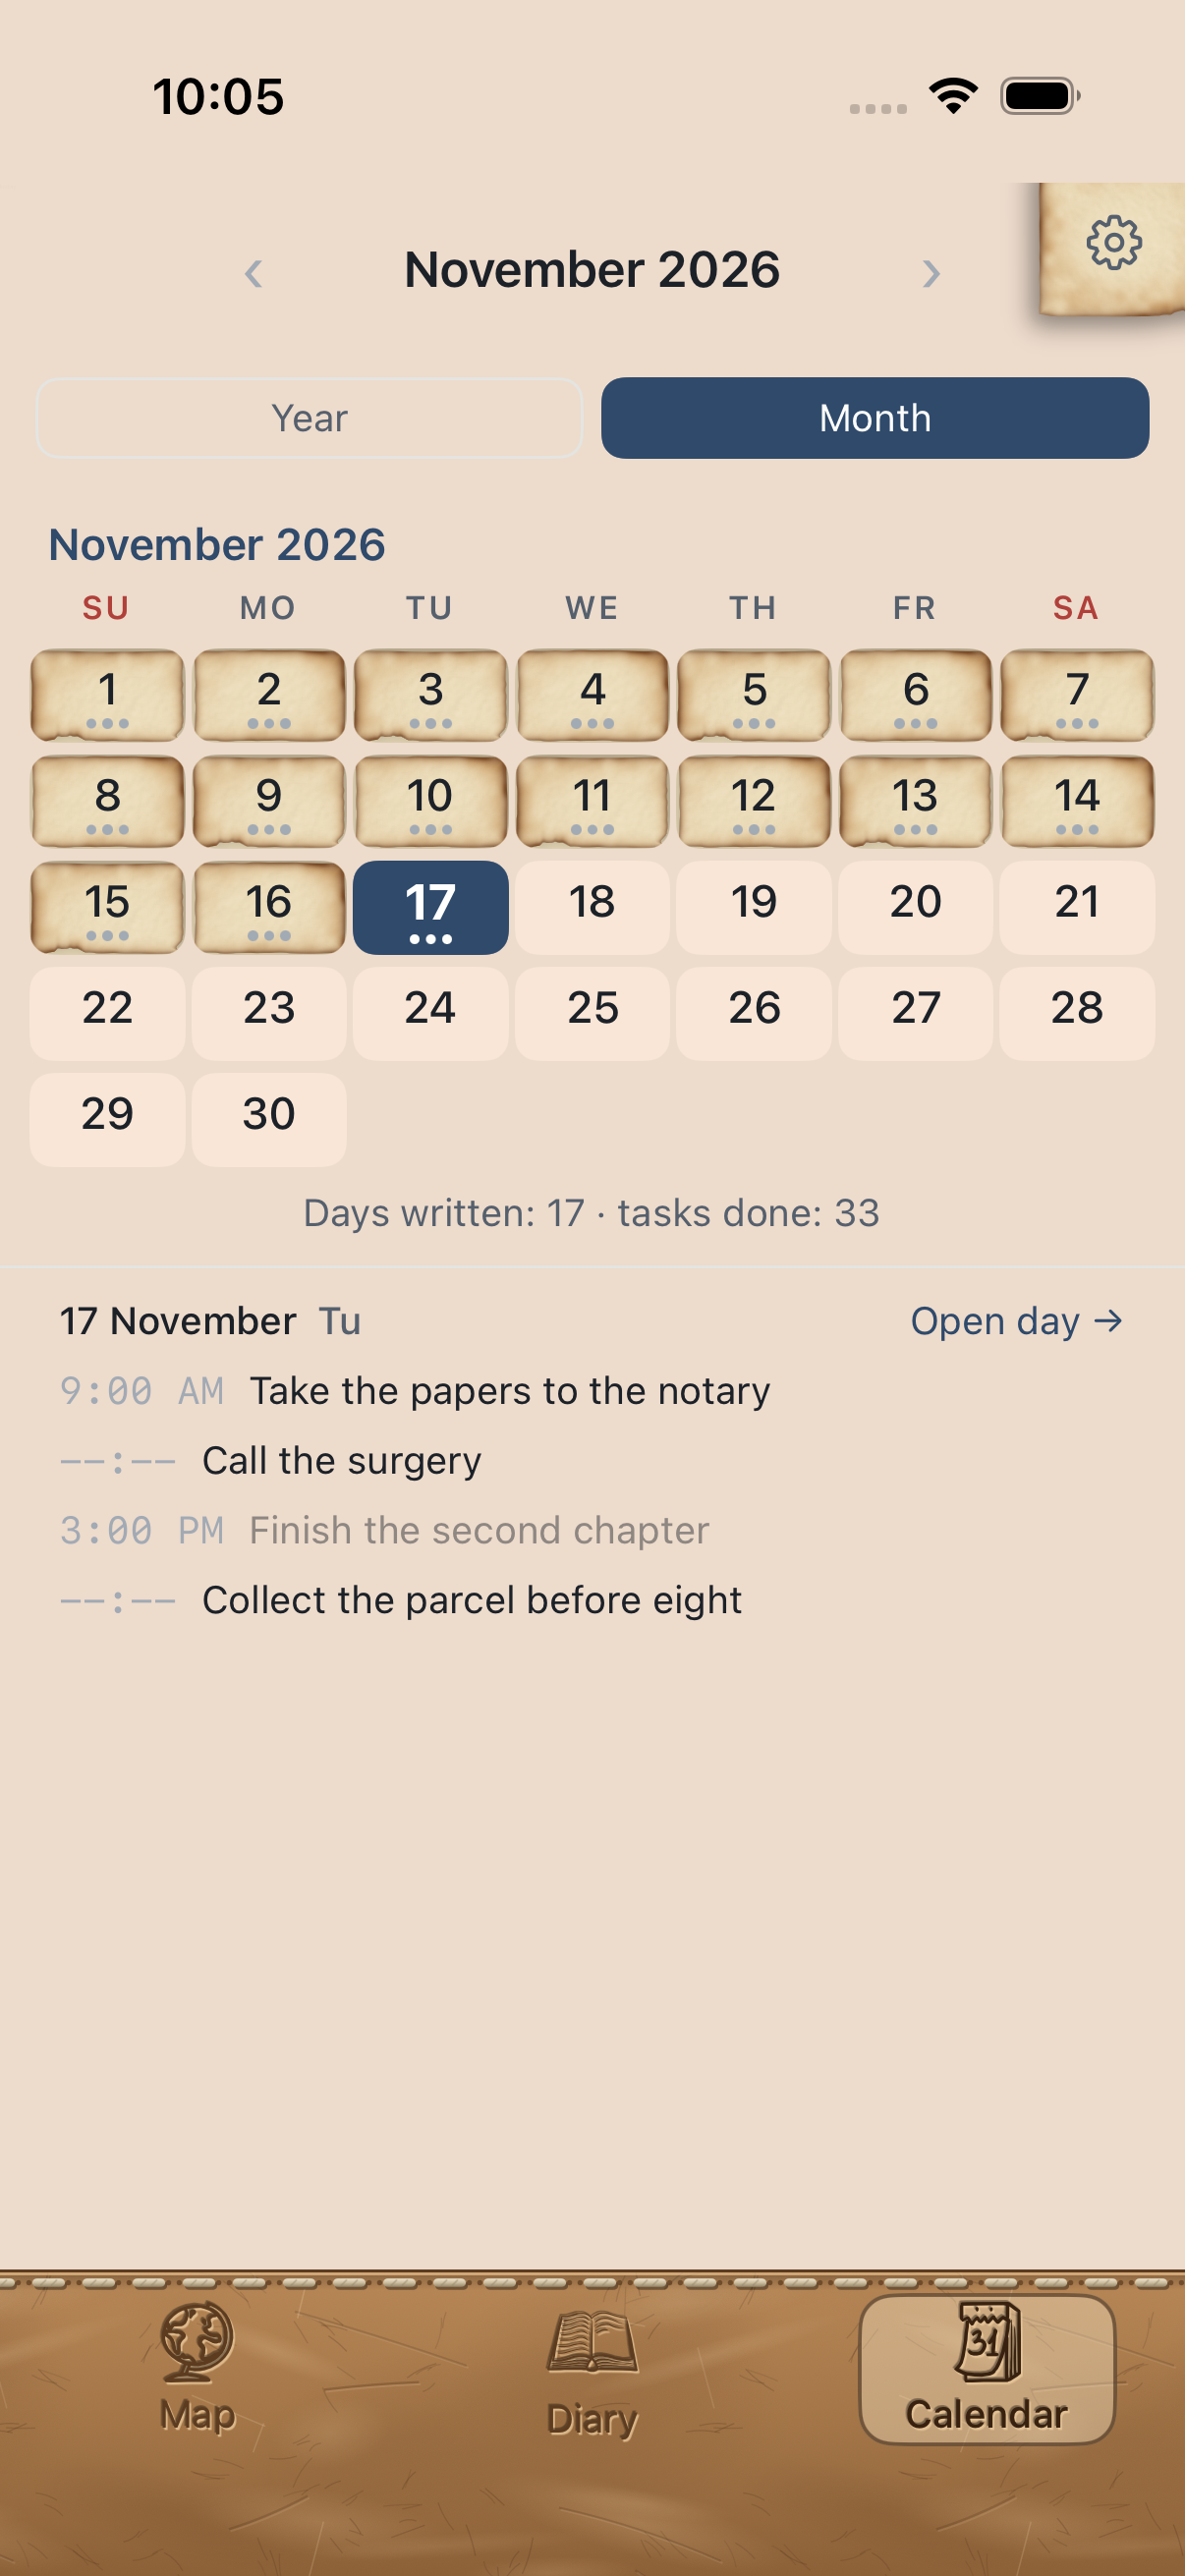 10:05
‹ November 2026 ›
Year Month
November 2026
SU MO TU WE TH FR SA
1 2 3 4 5 6 7
8 9 10 11 12 13 14
15 16 17 18 19 20 21
22 23 24 25 26 27 28
29 30
Days written: 17 · tasks done: 33
17 November Tu Open day →
9:00 AM Take the papers to the notary
--:-- Call the surgery
3:00 PM Finish the second chapter
--:-- Collect the parcel before eight
31
Map Diary Calendar